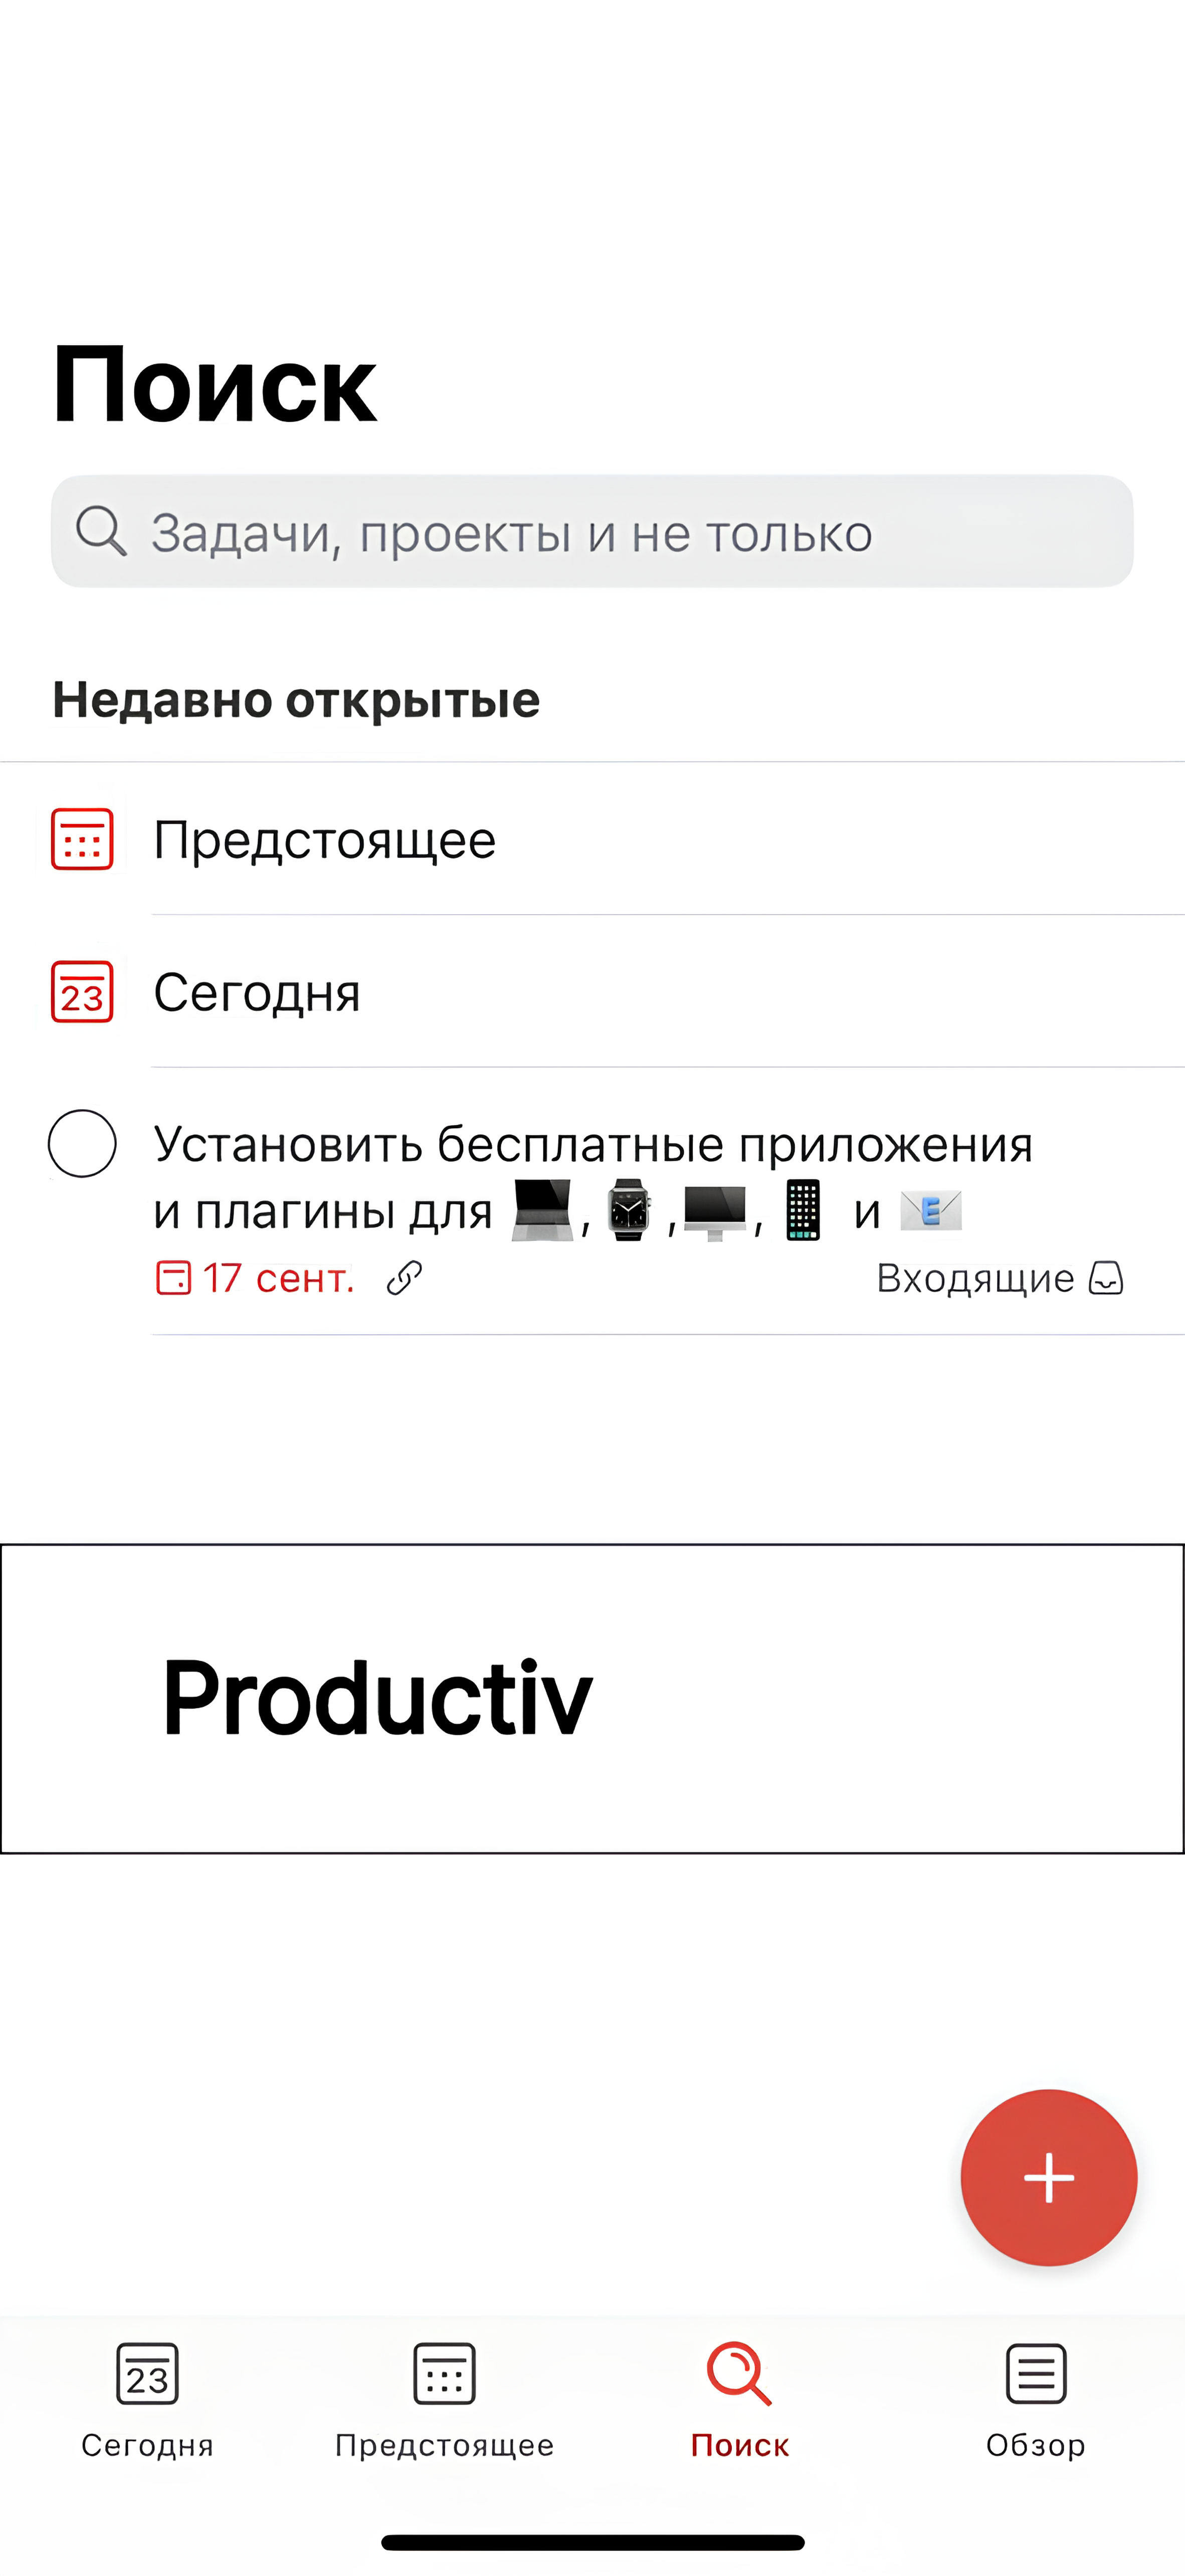 Поиск
Задачи, проекты и не только
Недавно открытые
Предстоящее
23 Сегодня
Установить бесплатные приложения
и плагины для 💻, ⌚ ,🖥, 📱 и 📧
17 сент. Входящие
Productiv
23
Сегодня Предстоящее Поиск Обзор